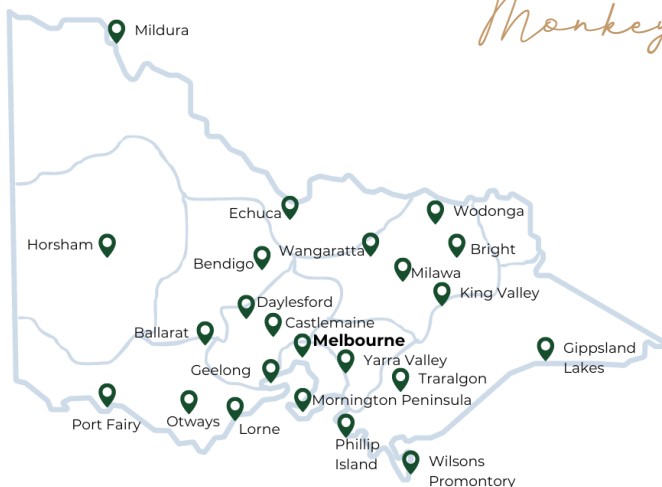 Monkey
Mildura
Echuca
Wodonga
Horsham
Wangaratta
Bright
Bendigo
Milawa
King Valley
Daylesford
Castlemaine
Ballarat
Melbourne
Gippsland
Lakes
Yarra Valley
Geelong
Traralgon
Mornington Peninsula
Port Fairy
Otways
Lorne
Phillip
Island
Wilsons
Promontory